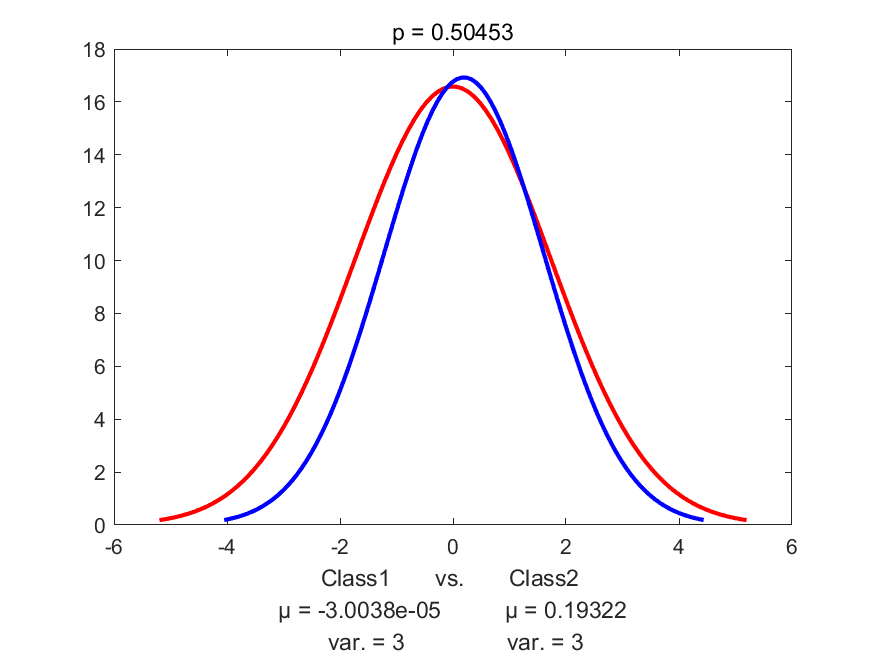 p = 0.50453
18
16
14
12
10
8
6
4
2
0
-6 -4 -2 0 2 4 6
Class1 vs. Class2
μ = -3.0038e-05 μ = 0.19322
var. = 3 var. = 3